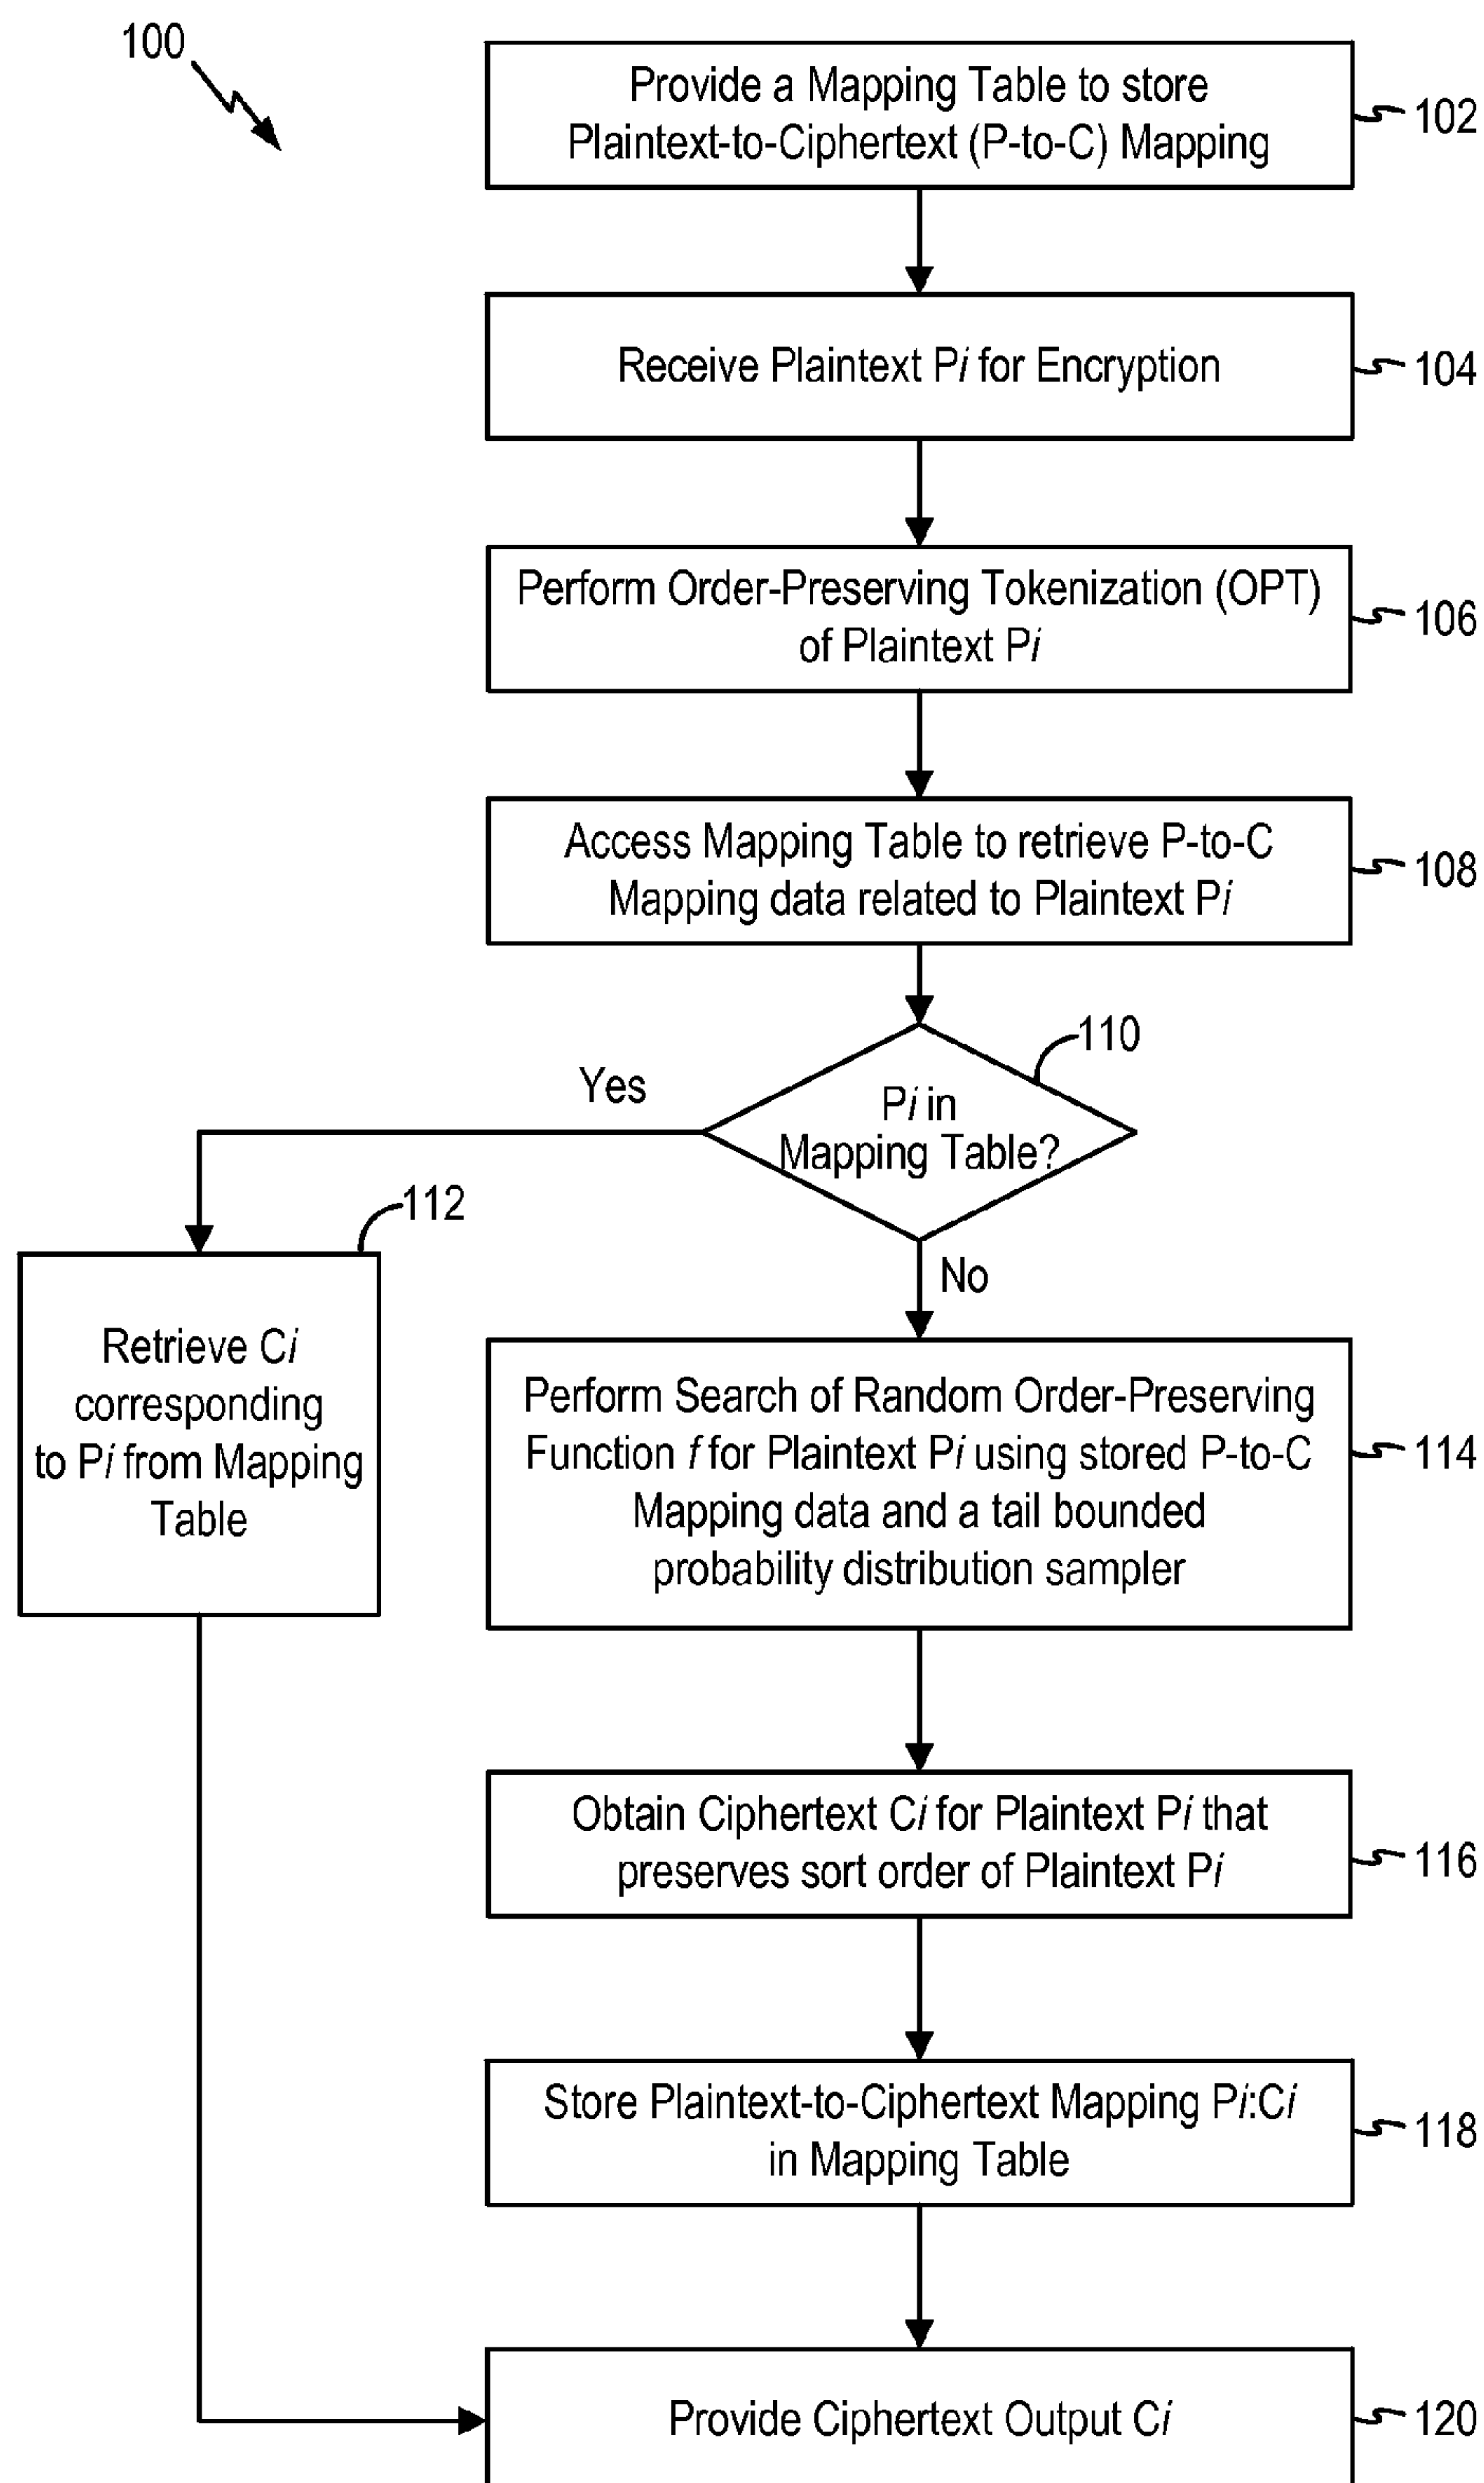 100
Provide a Mapping Table to store
Plaintext-to-Ciphertext (P-to-C) Mapping
102
Receive Plaintext Pi for Encryption
104
Perform Order-Preserving Tokenization (OPT)
of Plaintext Pi
106
Access Mapping Table to retrieve P-to-C
Mapping data related to Plaintext Pi
108
110
Pi in
Mapping Table?
Yes
No
112
Retrieve Ci
corresponding
to Pi from Mapping
Table
Perform Search of Random Order-Preserving
Function f for Plaintext Pi using stored P-to-C
Mapping data and a tail bounded
probability distribution sampler
114
Obtain Ciphertext Ci for Plaintext Pi that
preserves sort order of Plaintext Pi
116
Store Plaintext-to-Ciphertext Mapping Pi:Ci
in Mapping Table
118
Provide Ciphertext Output Ci
120